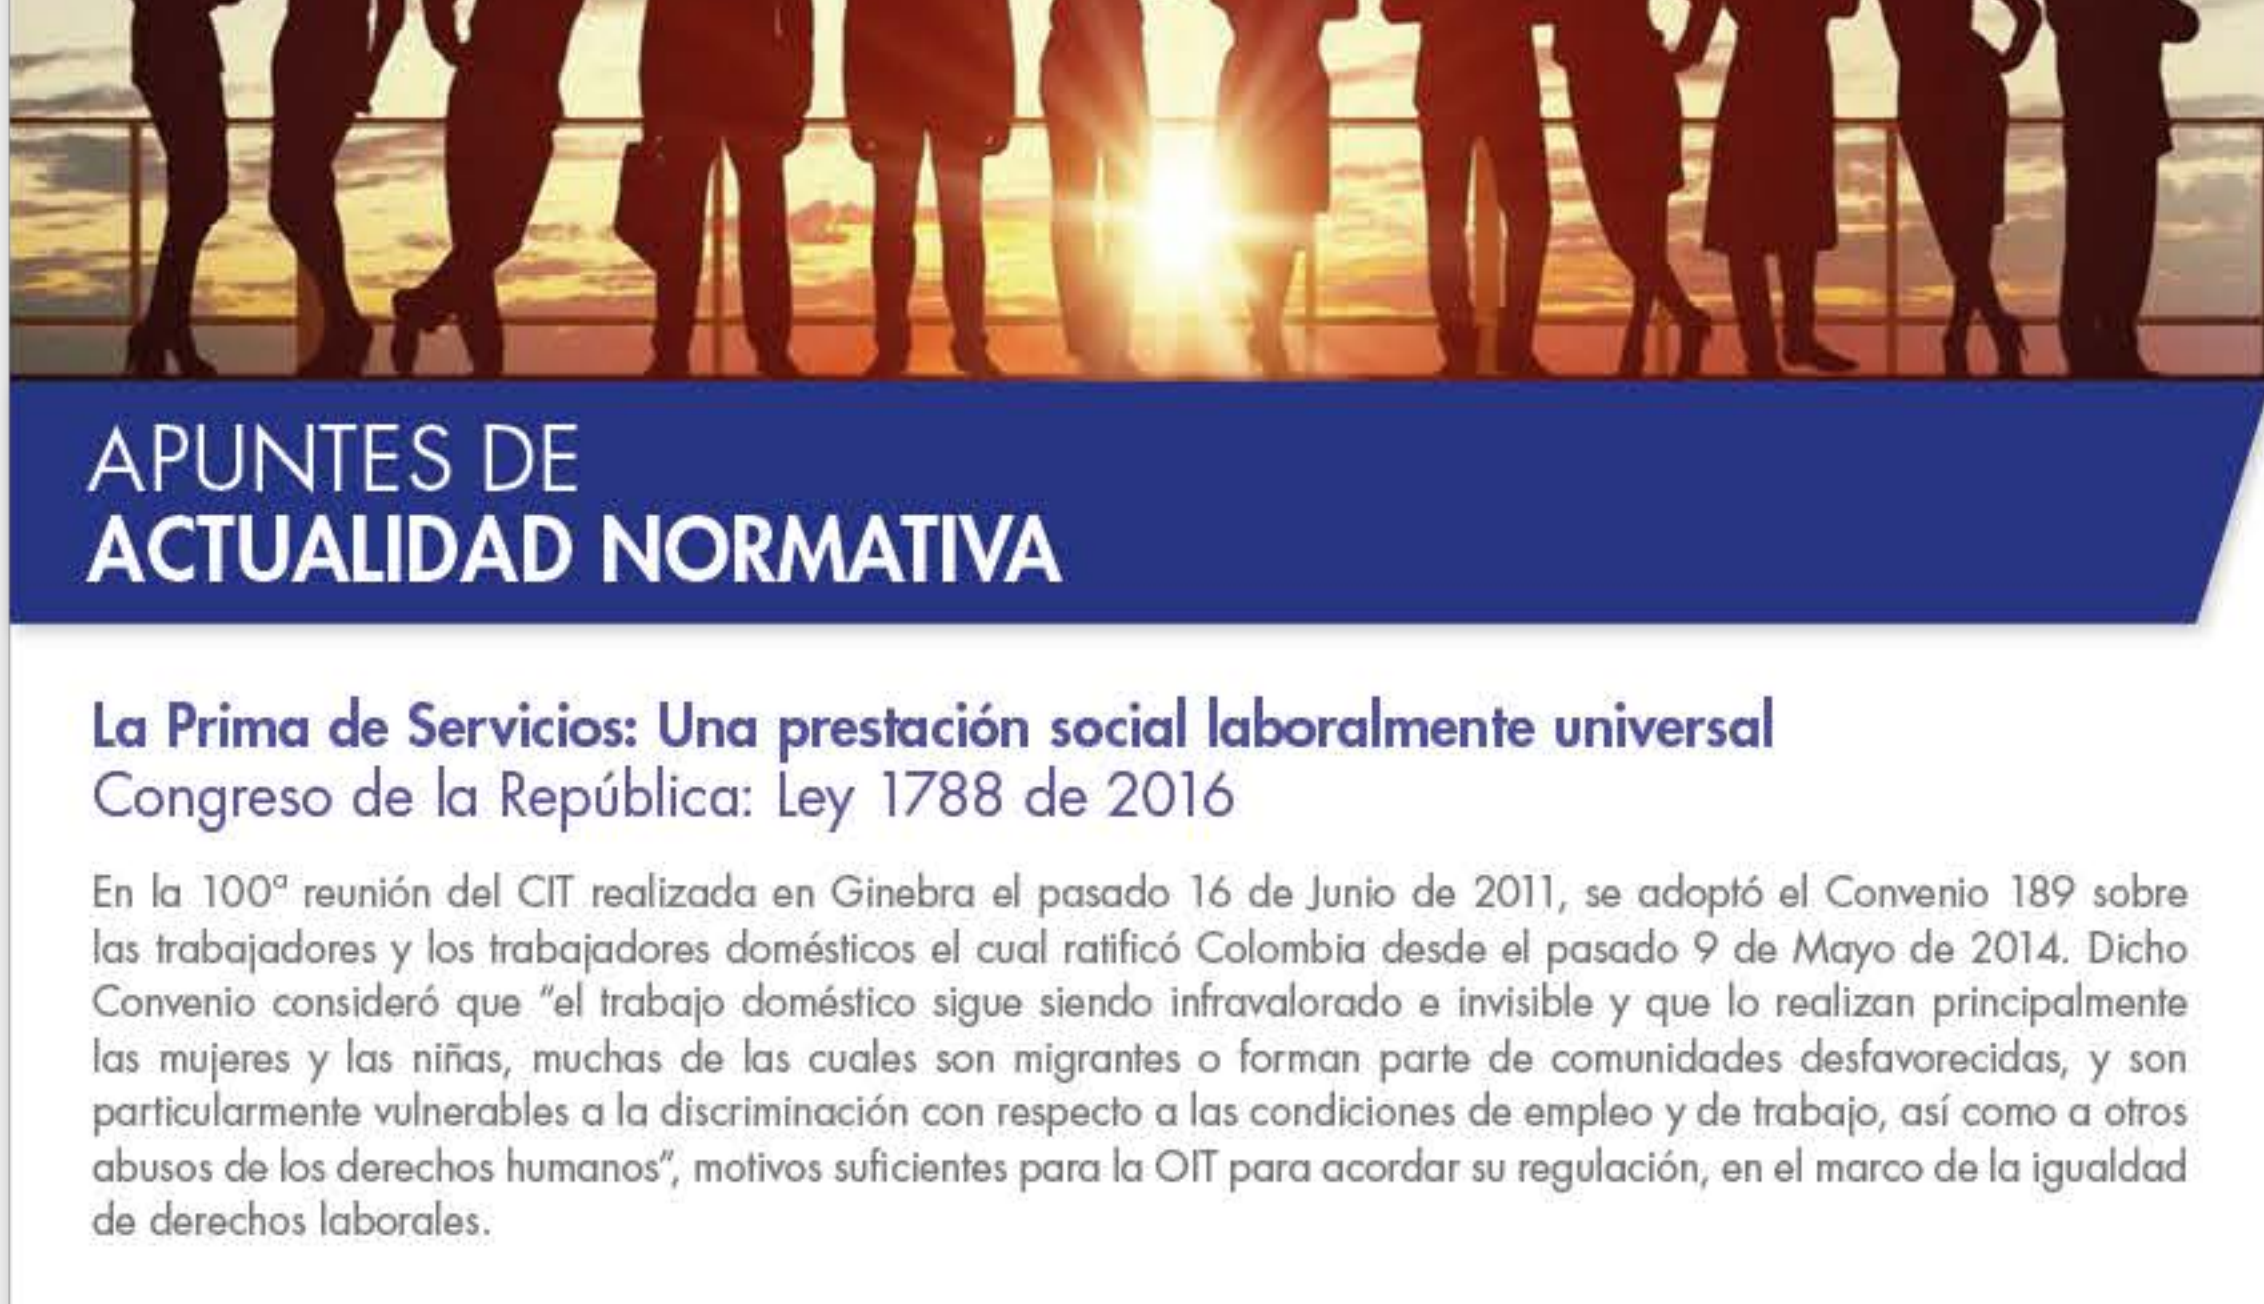 APUNTES DE
ACTUALIDAD NORMATIVA
La Prima de Servicios: Una prestación social laboralmente universal
Congreso de la República: Ley 1788 de 2016
En la 100ª reunión del CIT realizada en Ginebra el pasado 16 de Junio de 2011, se adoptó el Convenio 189 sobre
las trabajadores y los trabajadores domésticos el cual ratificó Colombia desde el pasado 9 de Mayo de 2014. Dicho
Convenio consideró que “el trabajo doméstico sigue siendo infravalorado e invisible y que lo realizan principalmente
las mujeres y las niñas, muchas de las cuales son migrantes o forman parte de comunidades desfavorecidas, y son
particularmente vulnerables a la discriminación con respecto a las condiciones de empleo y de trabajo, así como a otros
abusos de los derechos humanos”, motivos suficientes para la OIT para acordar su regulación, en el marco de la igualdad
de derechos laborales.